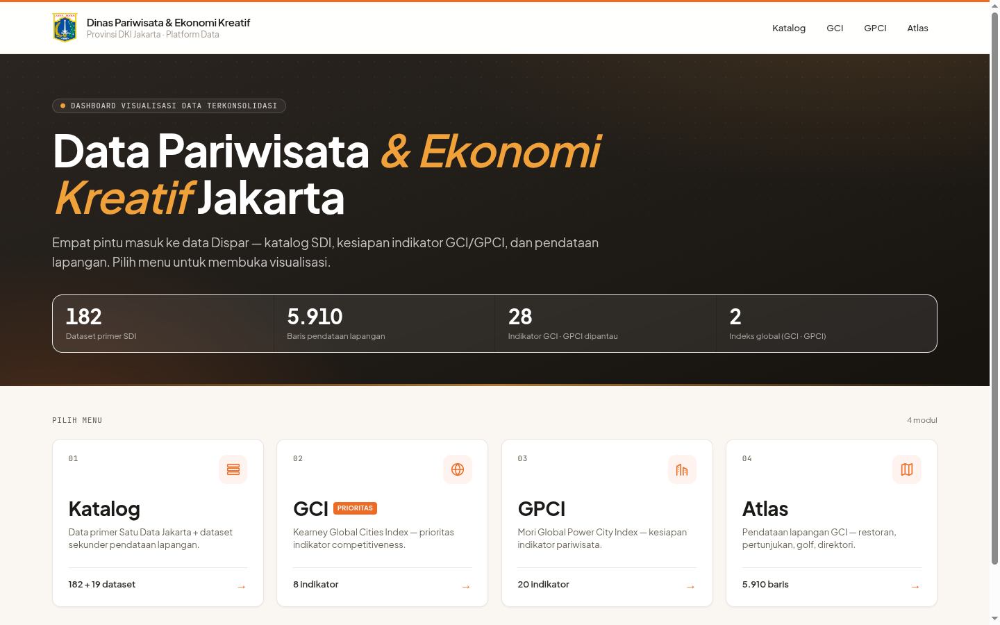 JAYA RAYA
Dinas Pariwisata & Ekonomi Kreatif
Provinsi DKI Jakarta · Platform Data
Katalog
GCI
GPCI
Atlas
DASHBOARD VISUALISASI DATA TERKONSOLIDASI
Data Pariwisata & Ekonomi
Kreatif Jakarta
Empat pintu masuk ke data Dispar — katalog SDI, kesiapan indikator GCI/GPCI, dan pendataan
lapangan. Pilih menu untuk membuka visualisasi.
182
Dataset primer SDI
5.910
Baris pendataan lapangan
28
Indikator GCI · GPCI dipantau
2
Indeks global (GCI · GPCI)
PILIH MENU
4 modul
01
Katalog
Data primer Satu Data Jakarta + dataset
sekunder pendataan lapangan.
182 + 19 dataset →
02
GCI PRIORITAS
Kearney Global Cities Index — prioritas
indikator competitiveness.
8 indikator →
03
GPCI
Mori Global Power City Index — kesiapan
indikator pariwisata.
20 indikator →
04
Atlas
Pendataan lapangan GCI — restoran,
pertunjukan, golf, direktori.
5.910 baris →